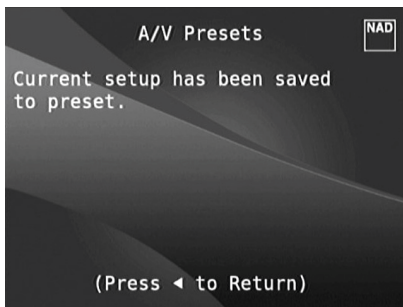 A/V Presets
NAD
Current setup has been saved
to preset.
(Press ◄ to Return)